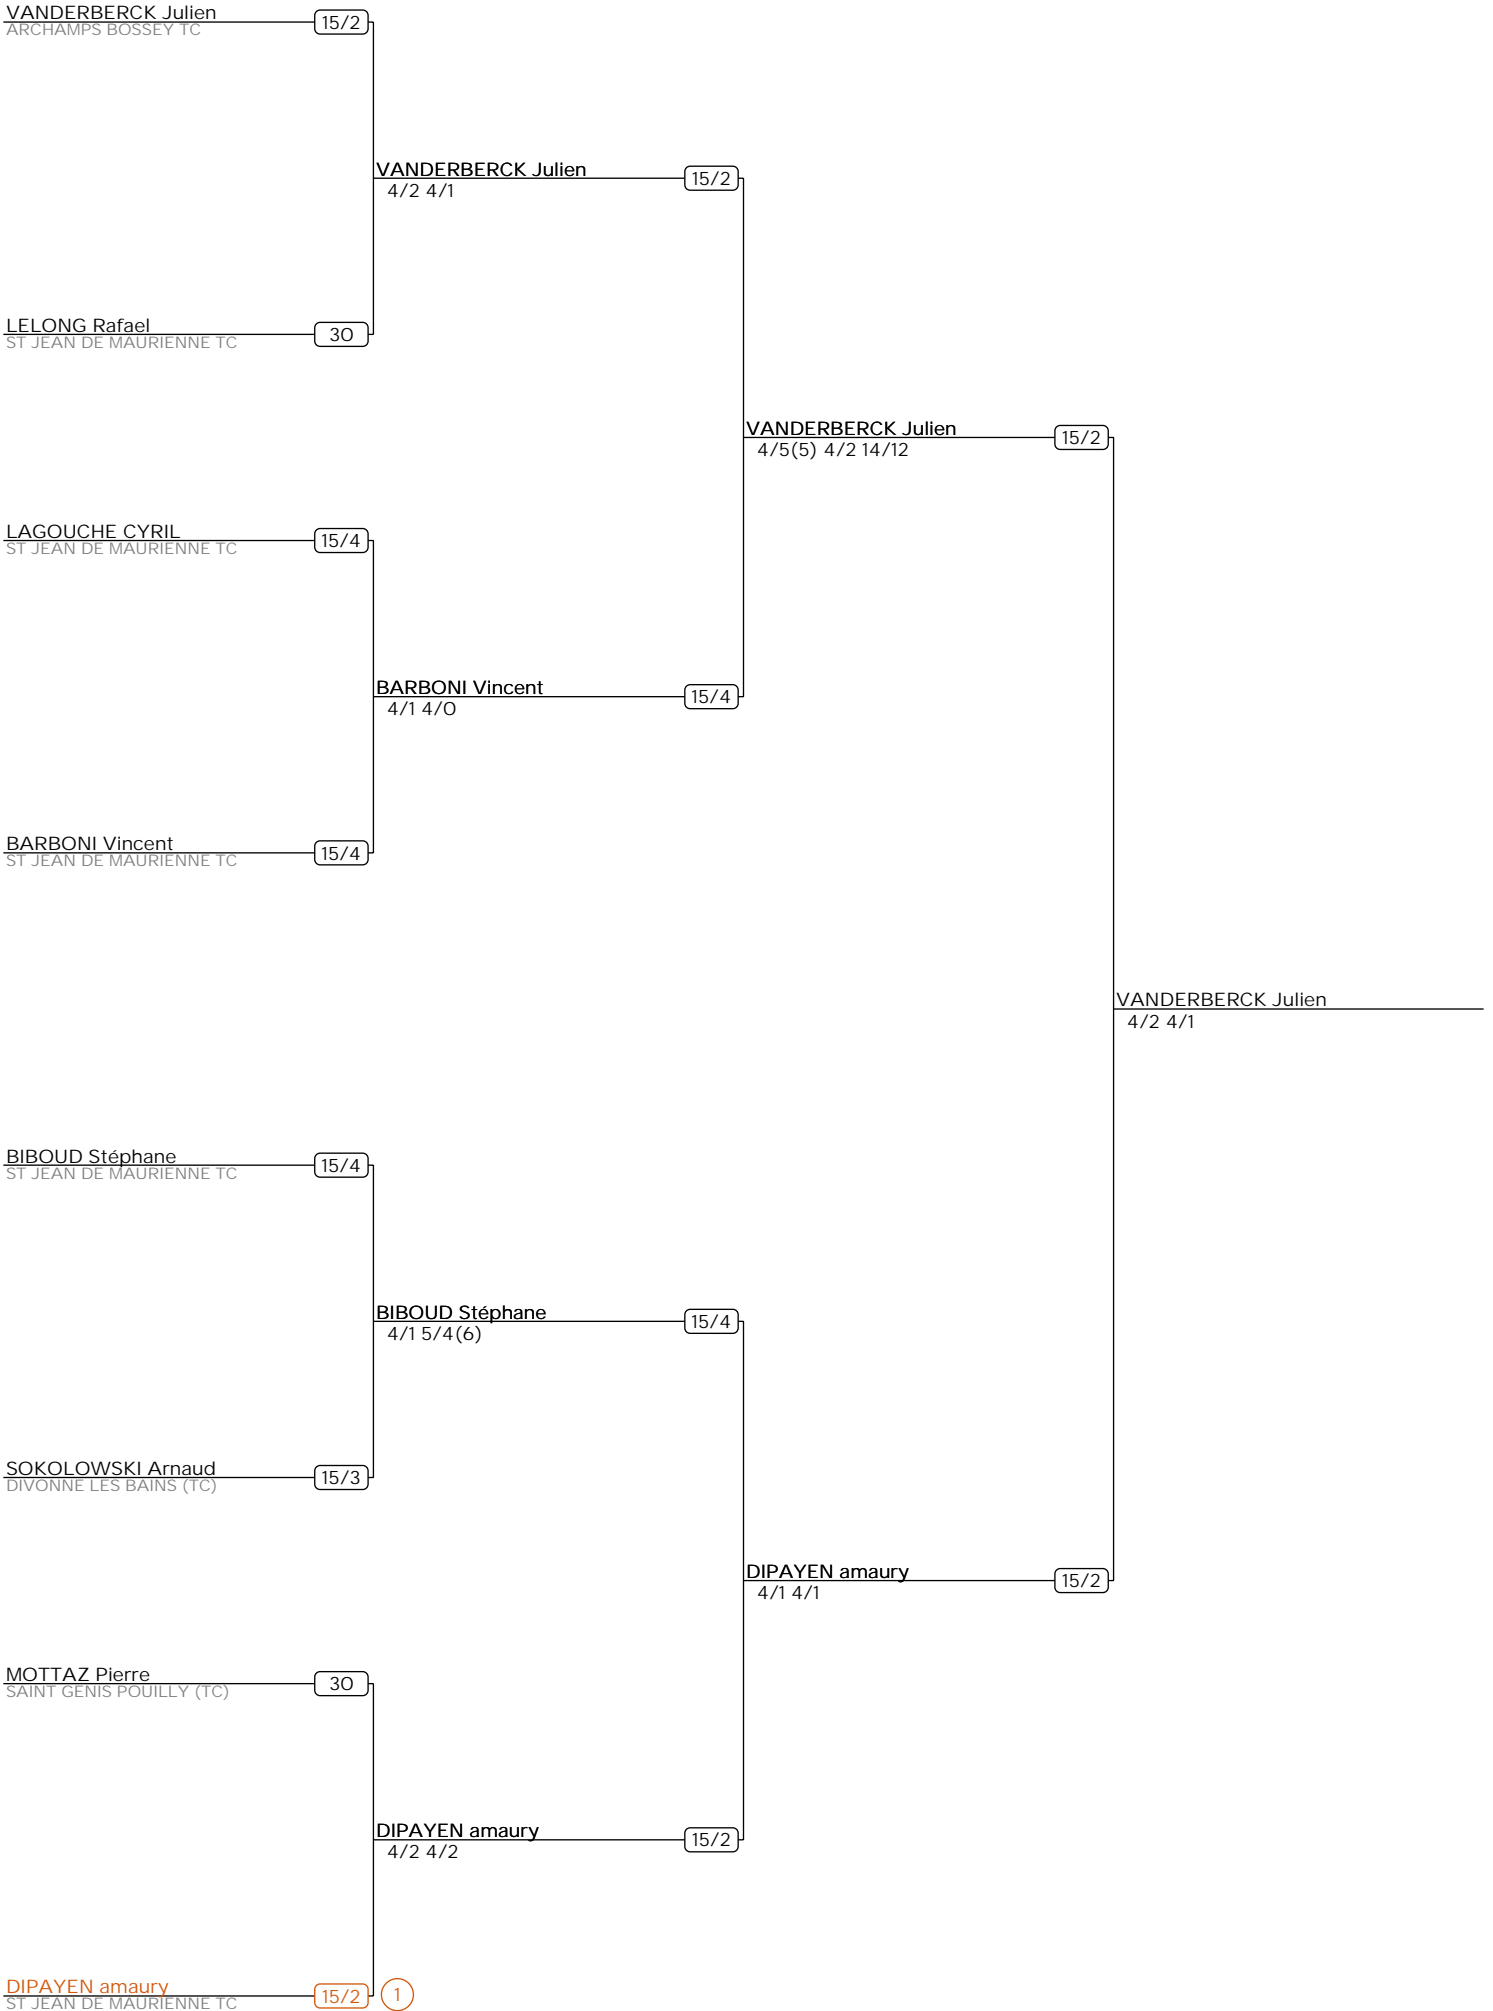 VANDERBERCK Julien
ARCHAMPS BOSSEY TC
15/2
VANDERBERCK Julien
4/2 4/1
15/2
LELONG Rafael
ST JEAN DE MAURIENNE TC
30
VANDERBERCK Julien
4/5(5) 4/2 14/12
15/2
LAGOUCHE CYRIL
ST JEAN DE MAURIENNE TC
15/4
BARBONI Vincent
4/1 4/0
15/4
BARBONI Vincent
ST JEAN DE MAURIENNE TC
15/4
VANDERBERCK Julien
4/2 4/1
BIBOUD Stéphane
ST JEAN DE MAURIENNE TC
15/4
BIBOUD Stéphane
4/1 5/4(6)
15/4
SOKOLOWSKI Arnaud
DIVONNE LES BAINS (TC)
15/3
DIPAYEN amaury
4/1 4/1
15/2
MOTTAZ Pierre
SAINT GENIS POUILLY (TC)
30
DIPAYEN amaury
4/2 4/2
15/2
DIPAYEN amaury
ST JEAN DE MAURIENNE TC
15/2
1